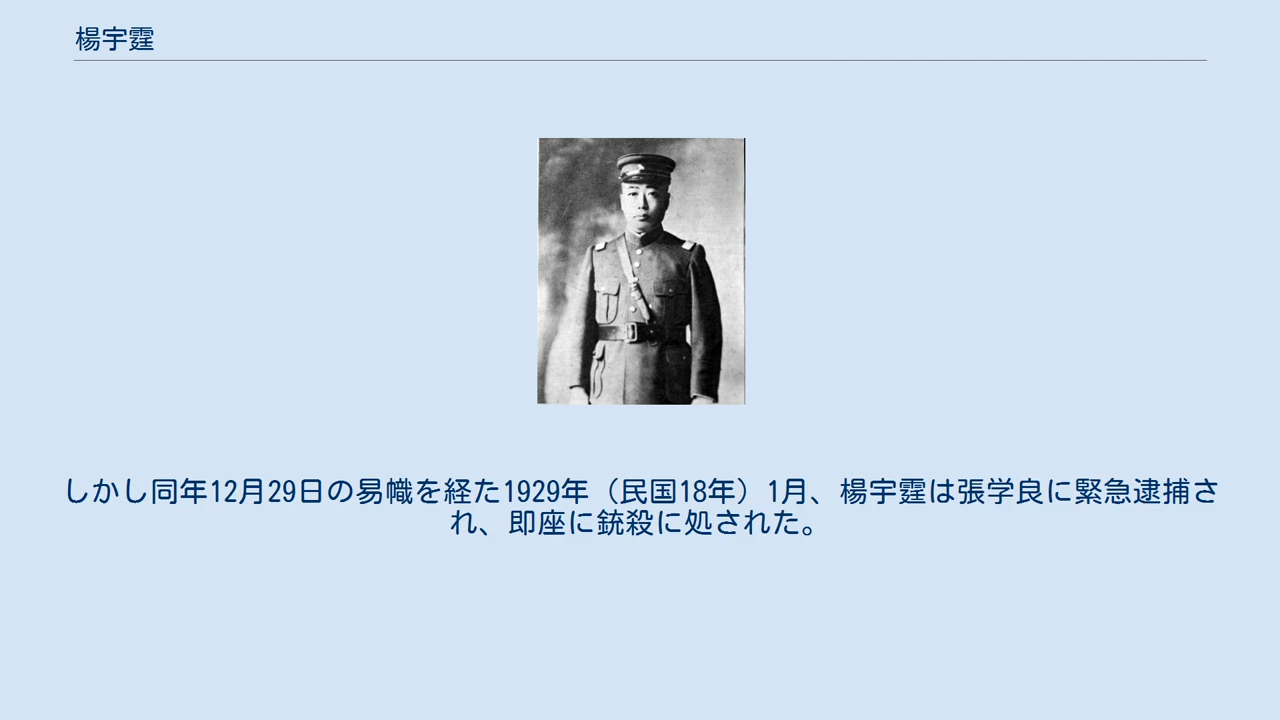 楊宇霆
しかし同年12月29日の易幟を経た1929年（民国18年）1月、楊宇霆は張学良に緊急逮捕さ
れ、即座に銃殺に処された。